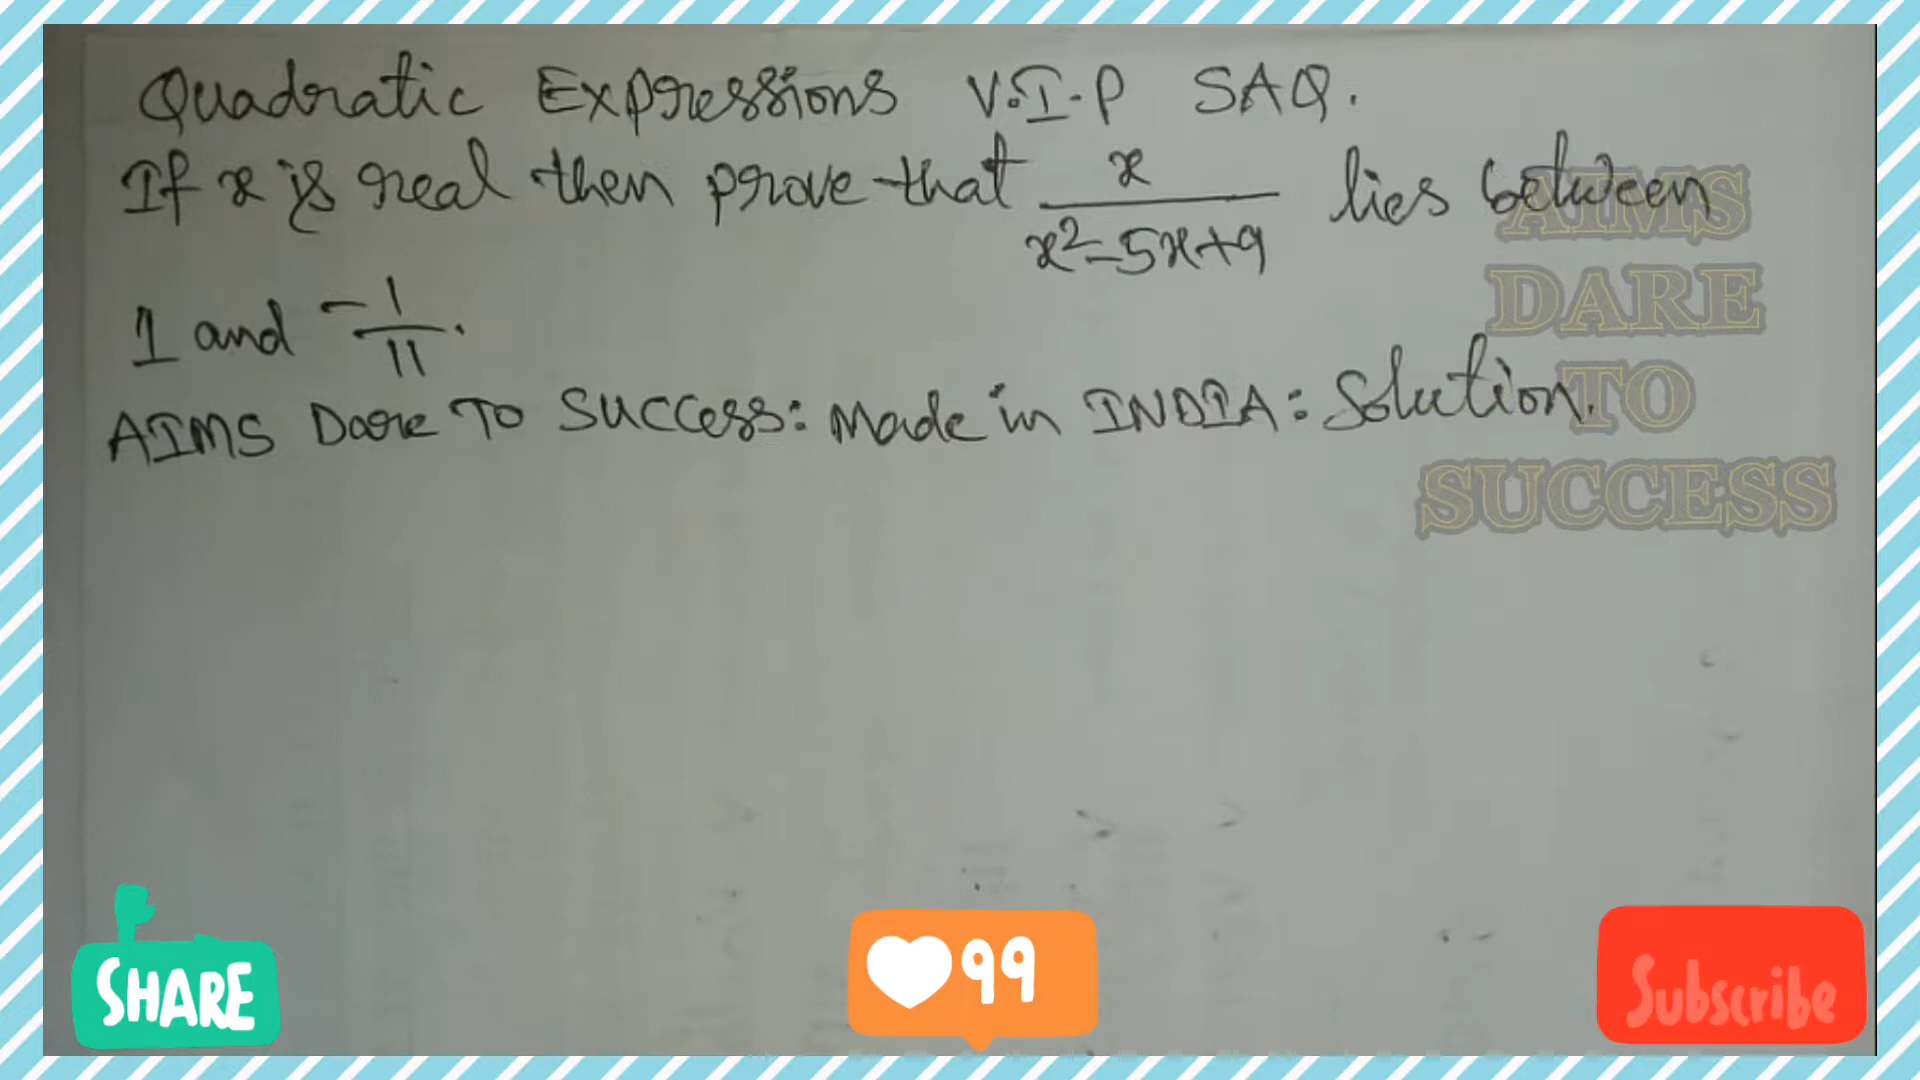 Quadratic Expressions V.I.P SAQ.
If x is real then prove that x/(x²-5x+9) lies between
1 and -1/11.
AIMS Dare To Success: Made in INDIA: Solution.
AIMS
DARE
TO
SUCCESS
SHARE
99
Subscribe